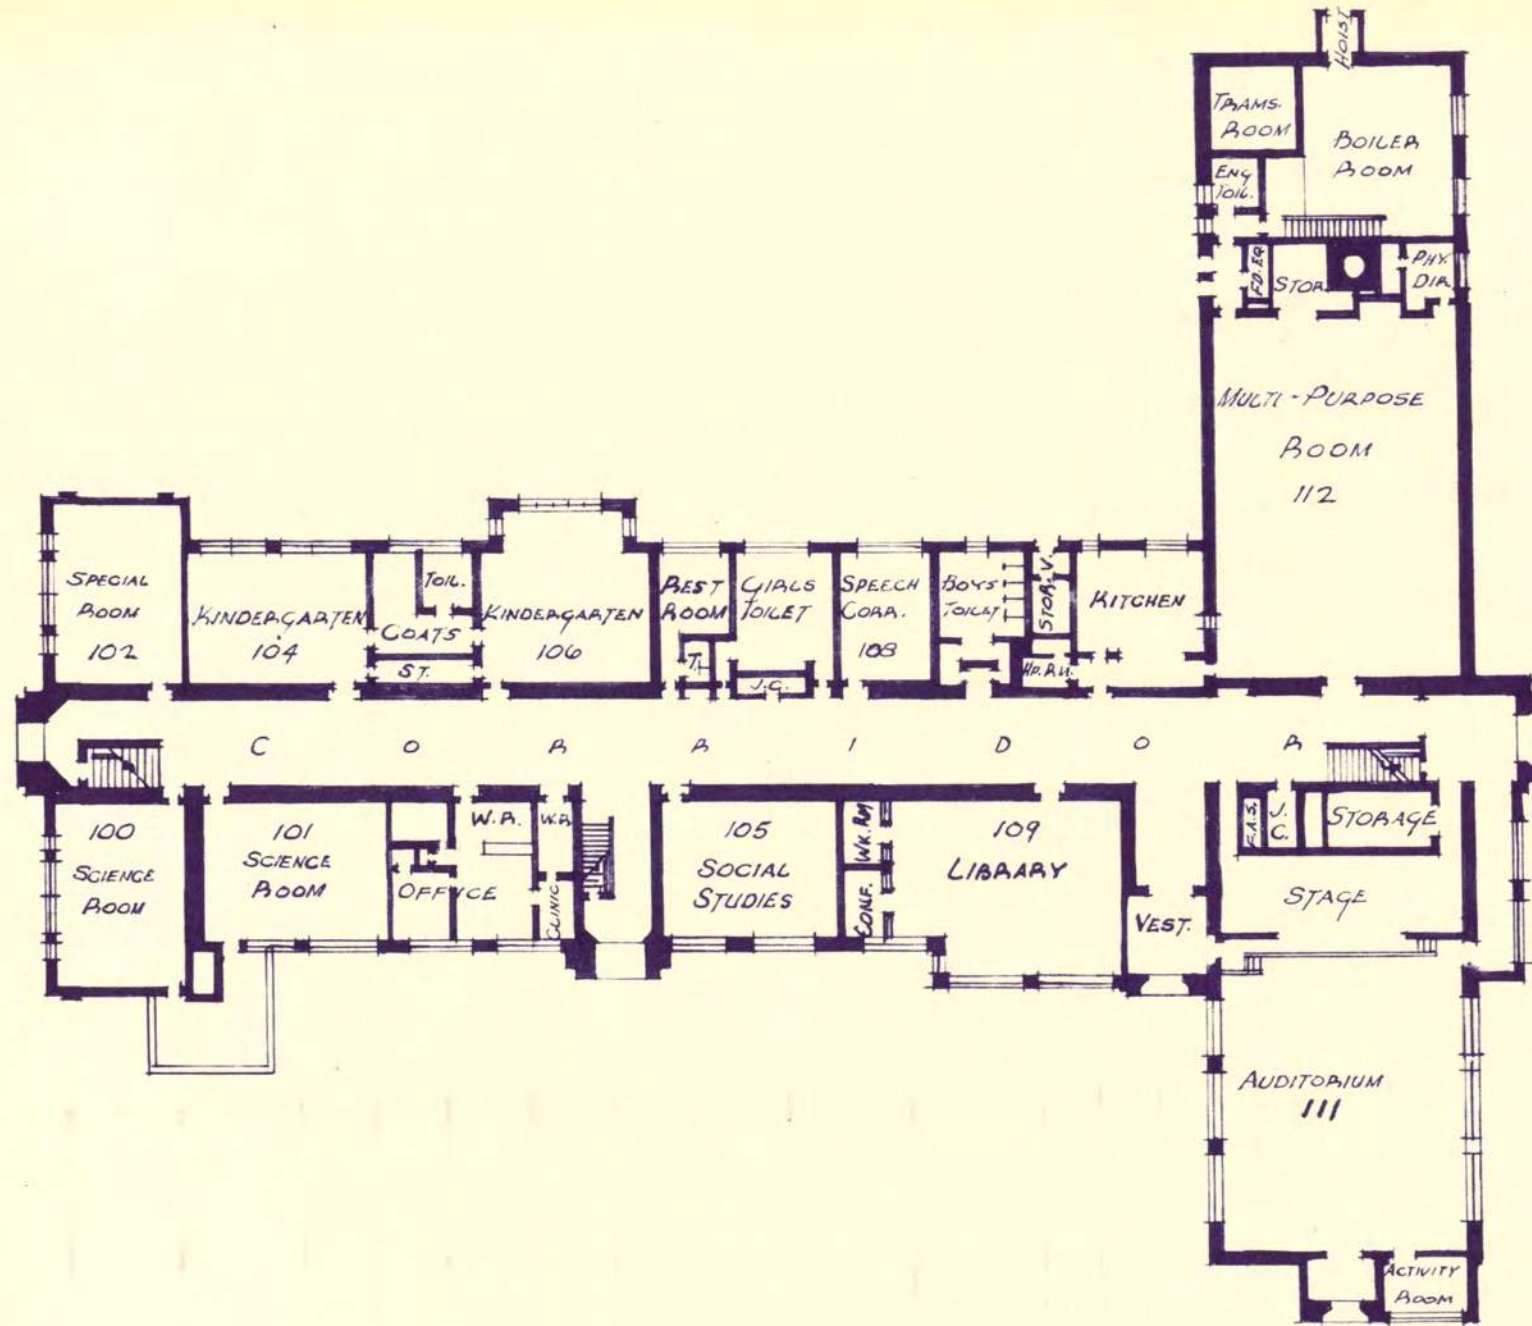 HOIST
TRAMS.
ROOM
BOILER
ROOM
ENG
TOIL.
FD. EQ.
STOR.
PHY.
DIR.
MULTI-PURPOSE
ROOM
112
SPECIAL
ROOM
102
KINDERGARTEN
104
TOIL.
COATS
ST.
KINDERGARTEN
106
REST
ROOM
T.
GIRLS
TOILET
J.C.
SPEECH
CORR.
108
BOYS
TOILET
STOR. V.
KITCHEN
C O R R I D O R
100
SCIENCE
ROOM
101
SCIENCE
ROOM
W.R.
W.R.
OFFICE
CLINIC
105
SOCIAL
STUDIES
WK. RM
CONF.
109
LIBRARY
VEST.
J.
C.
STORAGE
STAGE
AUDITORIUM
111
ACTIVITY
ROOM